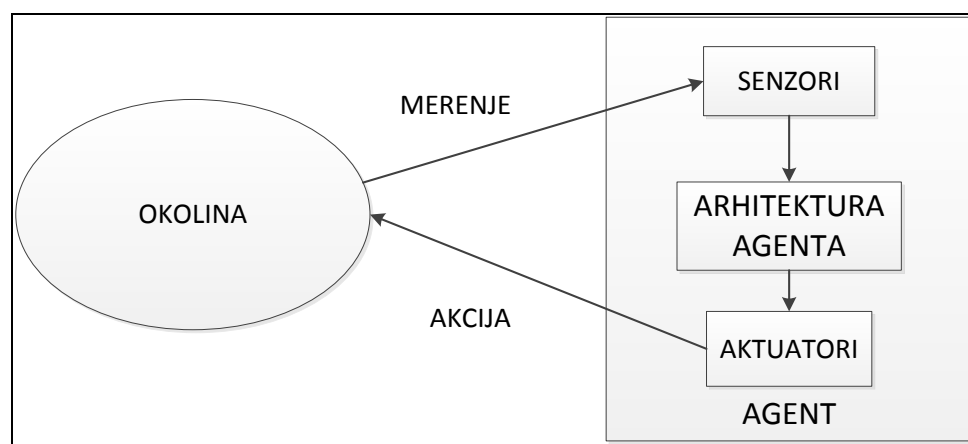 SENZORI
MERENJE
OKOLINA
ARHITEKTURA
AGENTA
AKCIJA
AKTUATORI
AGENT